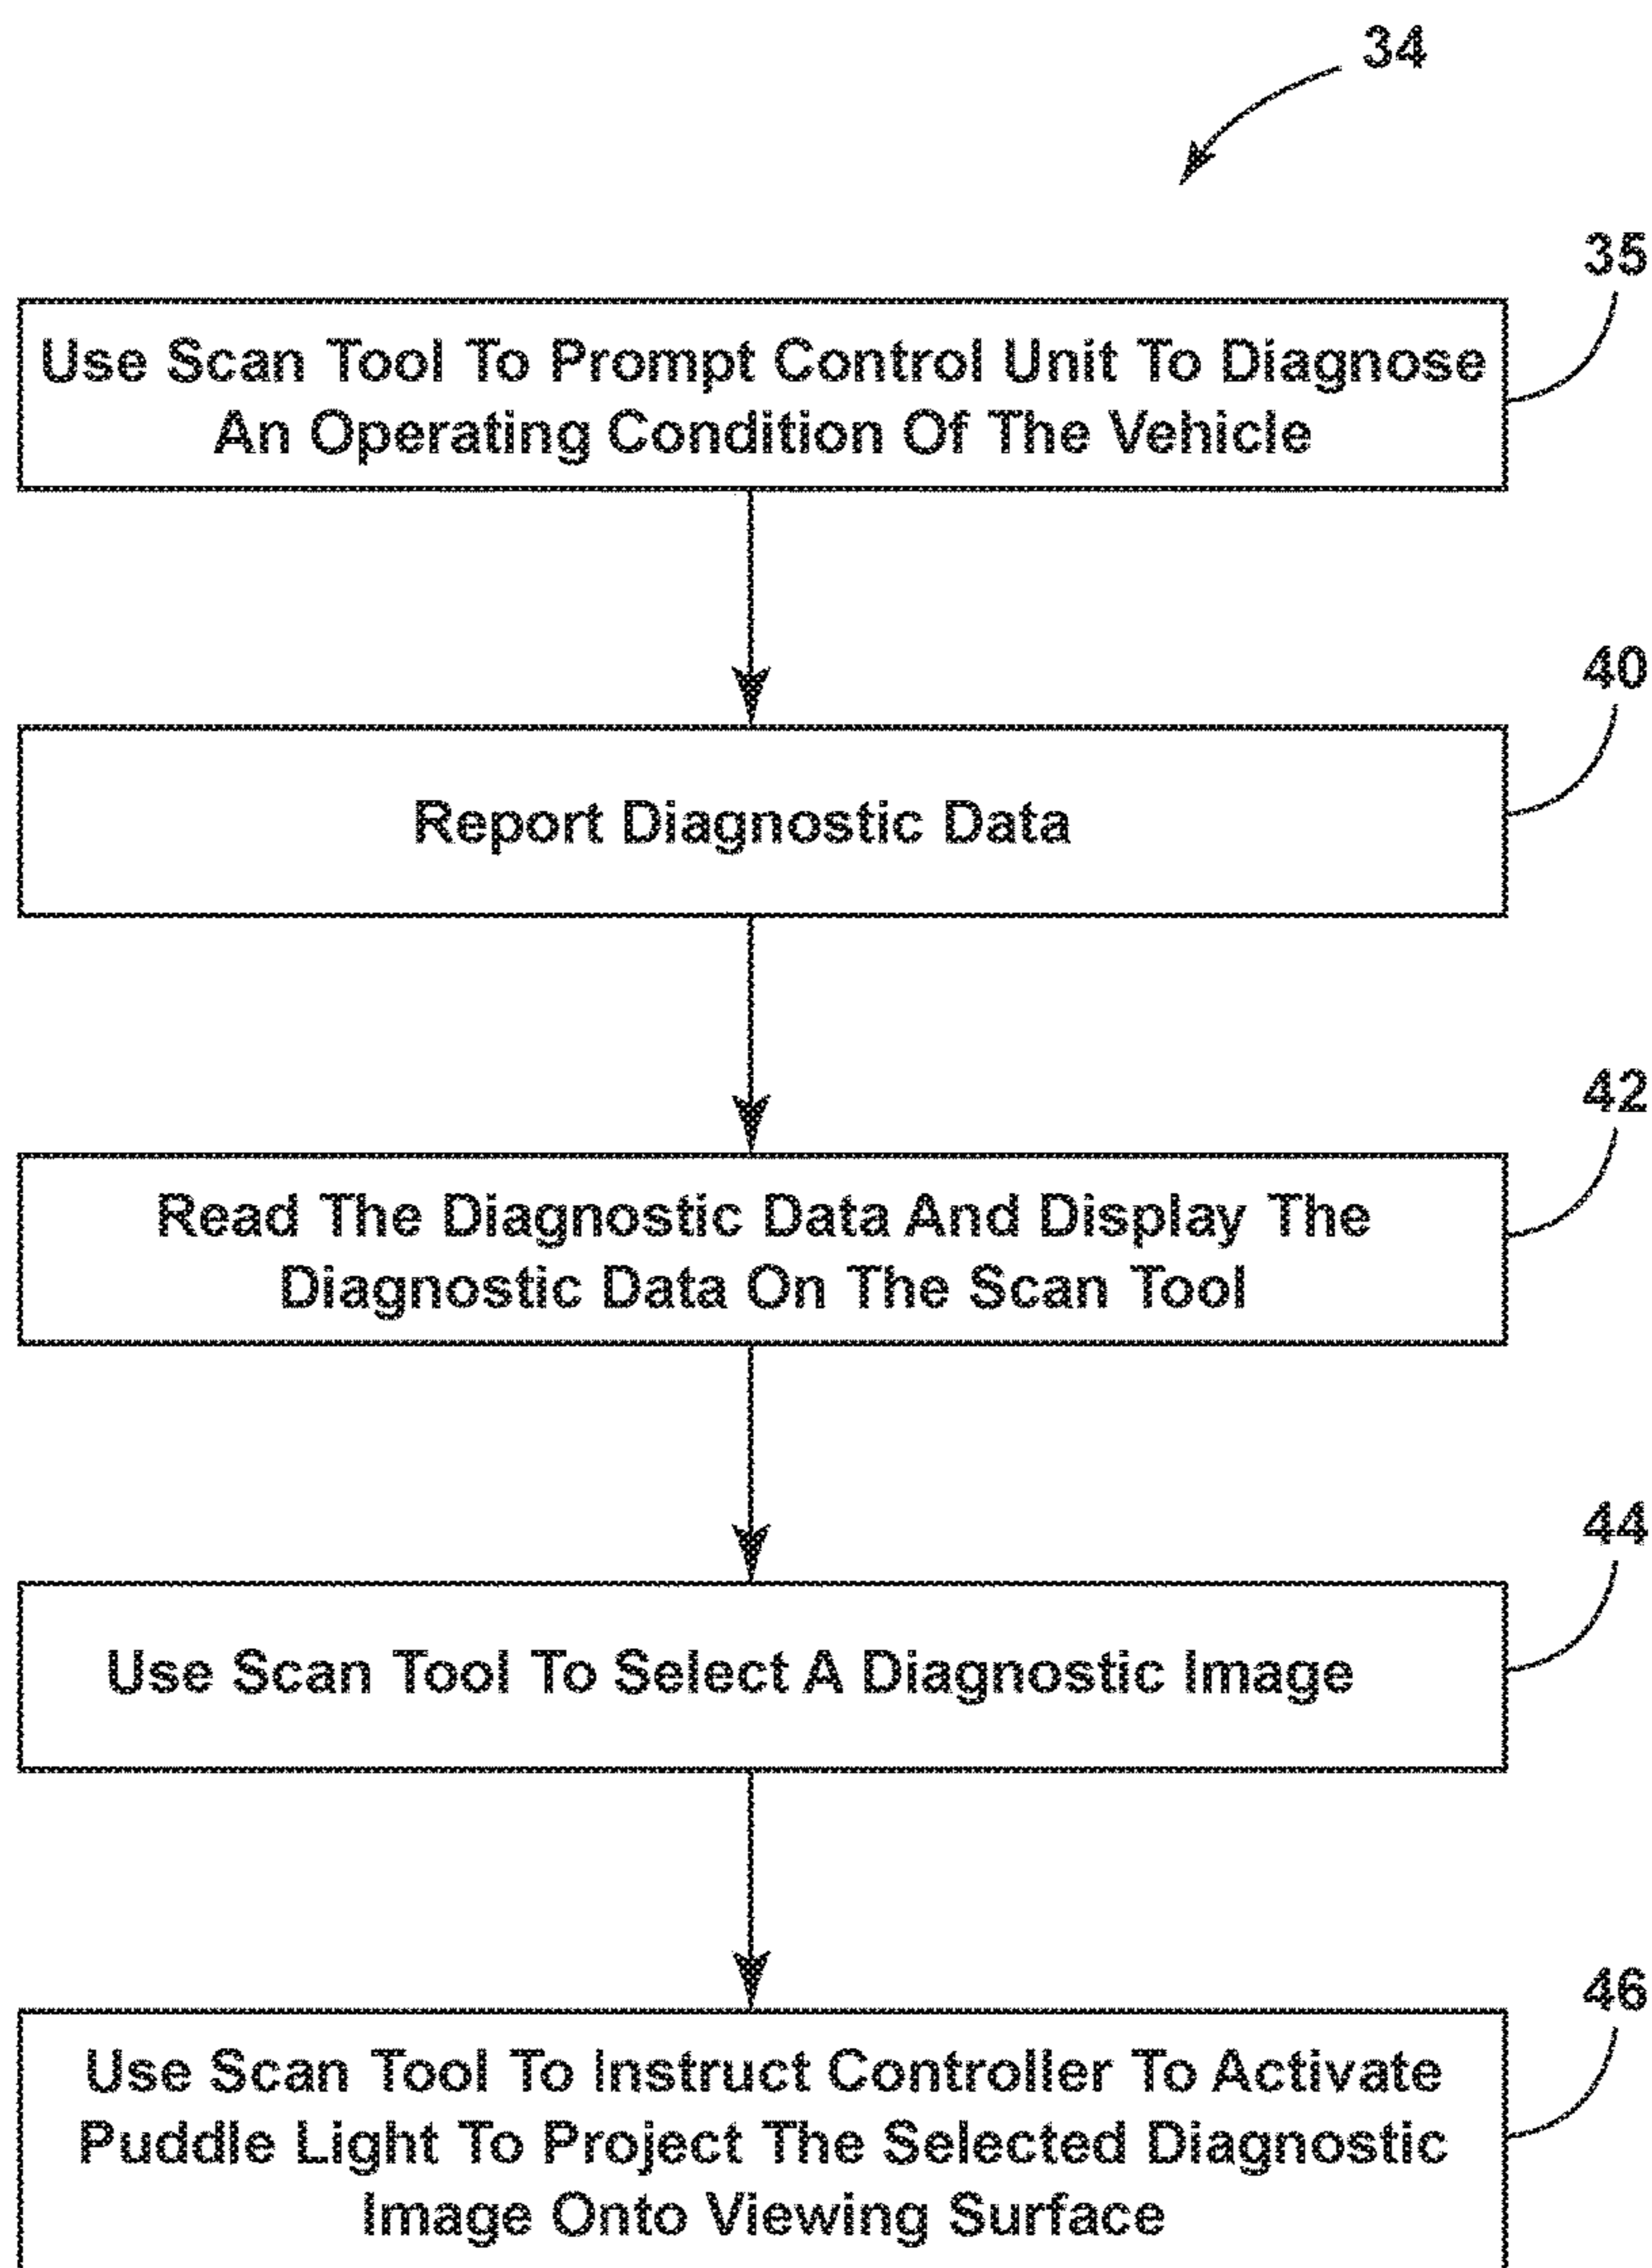 34
35
Use Scan Tool To Prompt Control Unit To Diagnose
An Operating Condition Of The Vehicle
40
Report Diagnostic Data
42
Read The Diagnostic Data And Display The
Diagnostic Data On The Scan Tool
44
Use Scan Tool To Select A Diagnostic Image
46
Use Scan Tool To Instruct Controller To Activate
Puddle Light To Project The Selected Diagnostic
Image Onto Viewing Surface